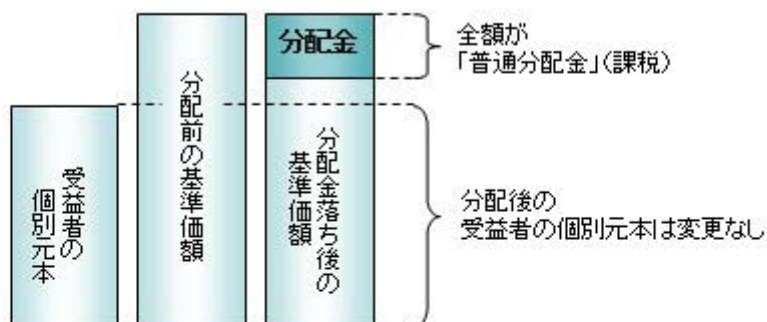 受益者の
個別元本
分配前の基準価額
分配金
分配金落ち後の
基準価額
全額が
「普通分配金」(課税)
分配後の
受益者の個別元本は変更なし